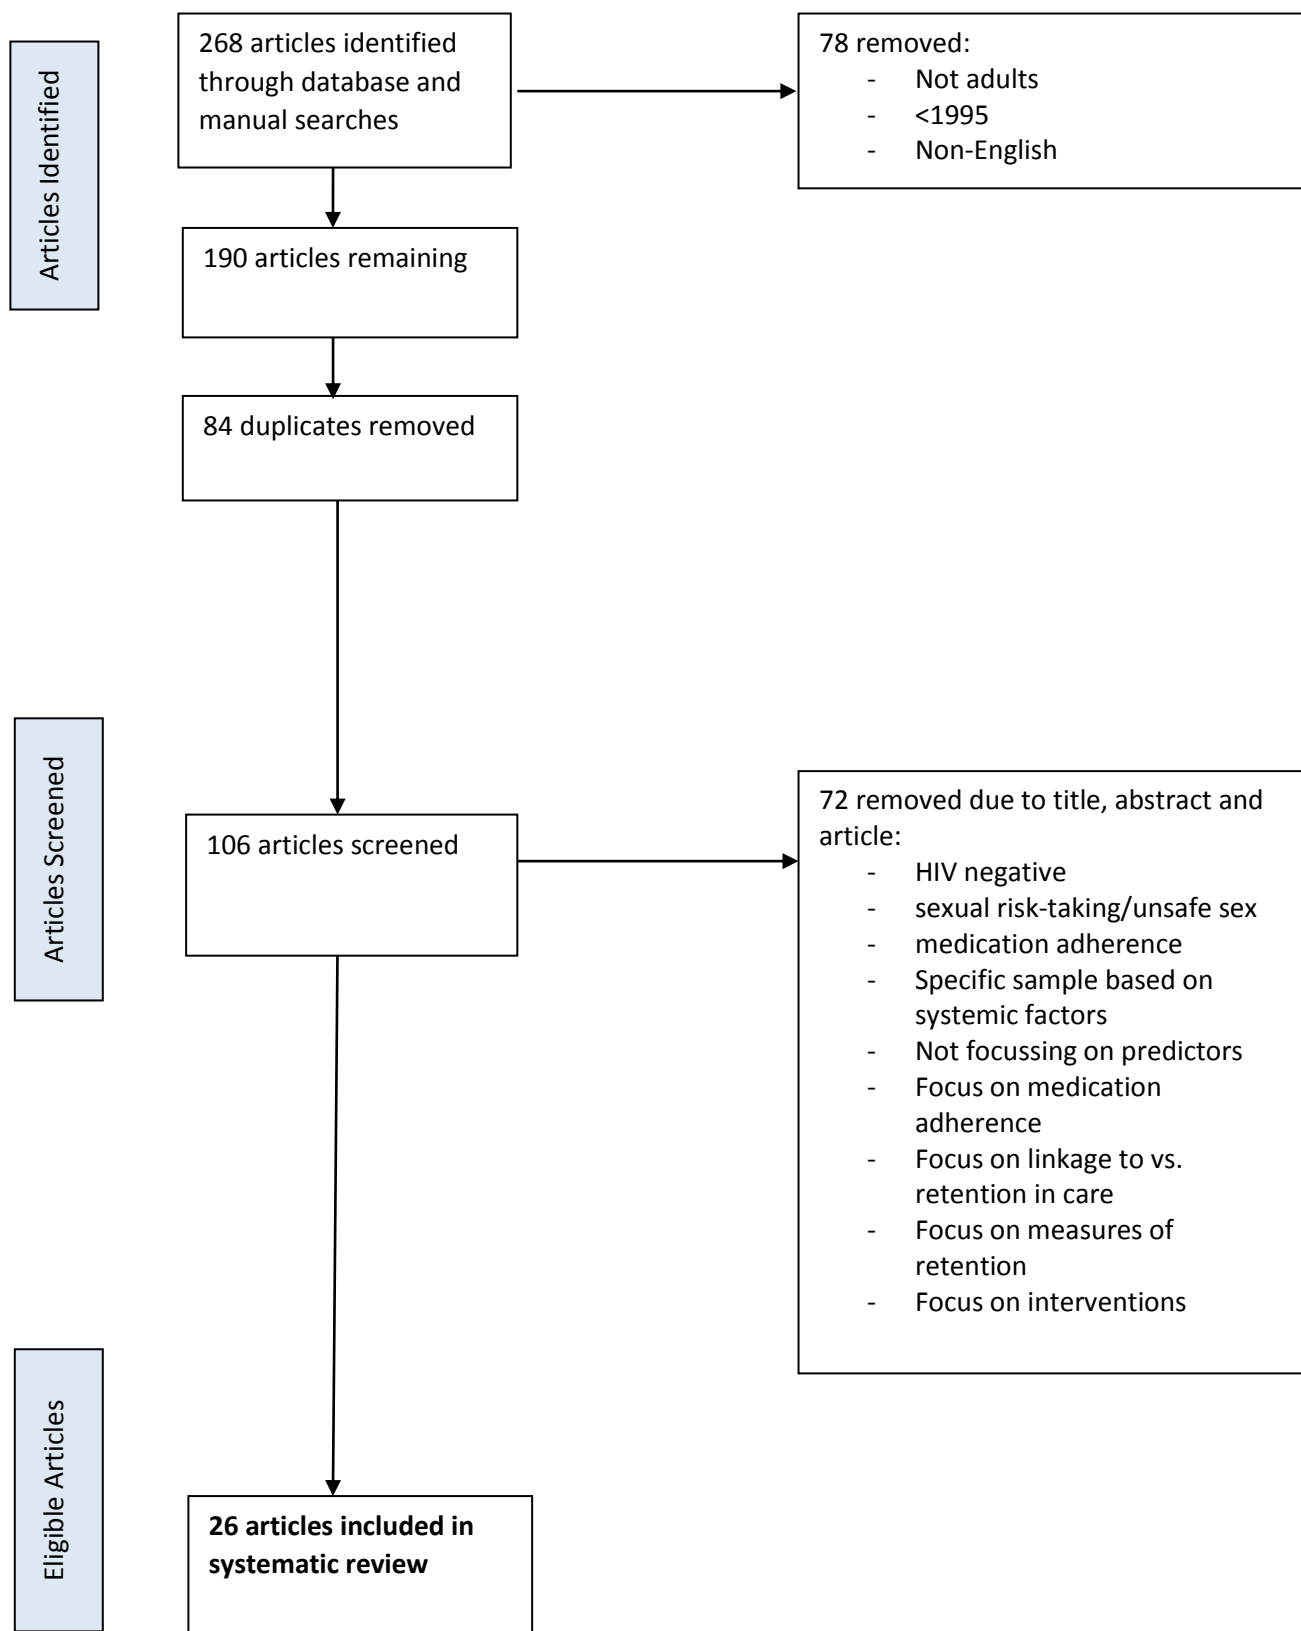 Articles Identified
268 articles identified
through database and
manual searches
78 removed:
- Not adults
- <1995
- Non-English
190 articles remaining
84 duplicates removed
Articles Screened
106 articles screened
72 removed due to title, abstract and
article:
- HIV negative
- sexual risk-taking/unsafe sex
- medication adherence
- Specific sample based on
systemic factors
- Not focussing on predictors
- Focus on medication
adherence
- Focus on linkage to vs.
retention in care
- Focus on measures of
retention
- Focus on interventions
Eligible Articles
26 articles included in
systematic review